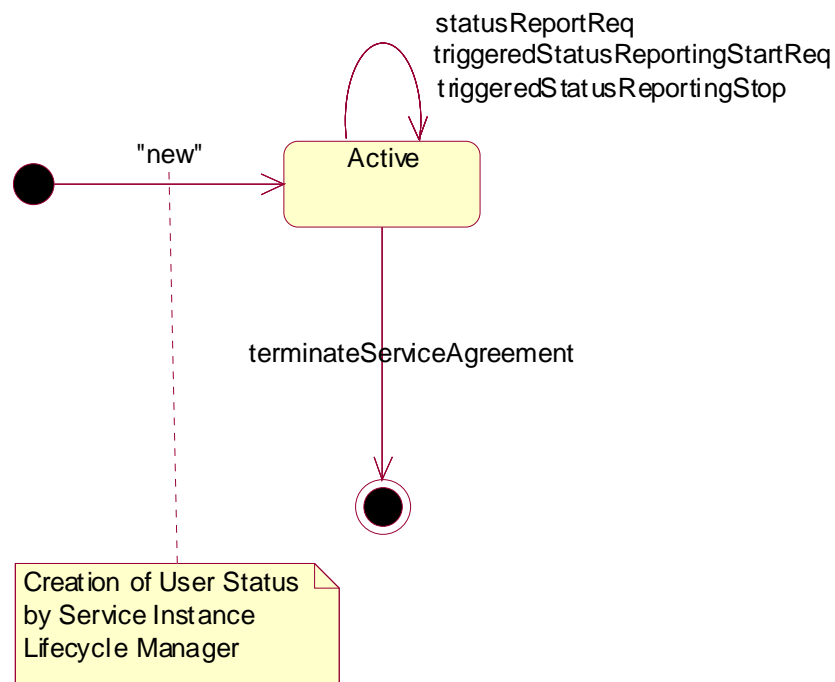 statusReportReq
triggeredStatusReportingStartReq
triggeredStatusReportingStop
"new"
Active
terminateServiceAgreement
Creation of User Status
by Service Instance
Lifecycle Manager